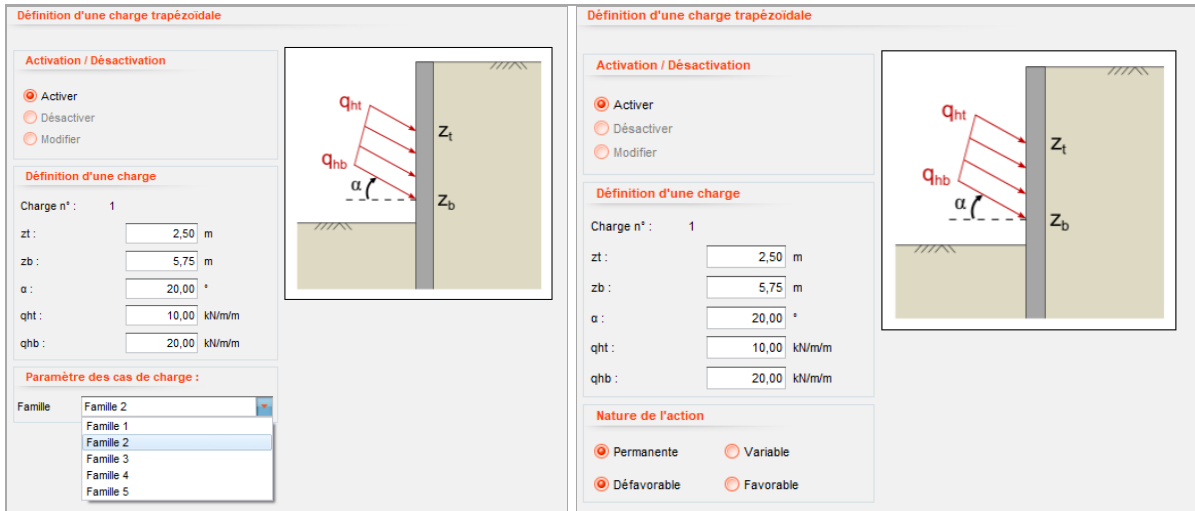 Définition d'une charge trapézoïdale
Activation / Désactivation
Activer
Désactiver
Modifier
Définition d'une charge
Charge n° : 1
zt : 2,50 m
zb : 5,75 m
α : 20,00 °
qht : 10,00 kN/m/m
qhb : 20,00 kN/m/m
Paramètre des cas de charge :
Famille Famille 2
Famille 1
Famille 2
Famille 3
Famille 4
Famille 5
qht
zt
qhb
α
zb
Définition d'une charge trapézoïdale
Activation / Désactivation
Activer
Désactiver
Modifier
Définition d'une charge
Charge n° : 1
zt : 2,50 m
zb : 5,75 m
α : 20,00 °
qht : 10,00 kN/m/m
qhb : 20,00 kN/m/m
Nature de l'action
Permanente Variable
Défavorable Favorable
qht
zt
qhb
α
zb